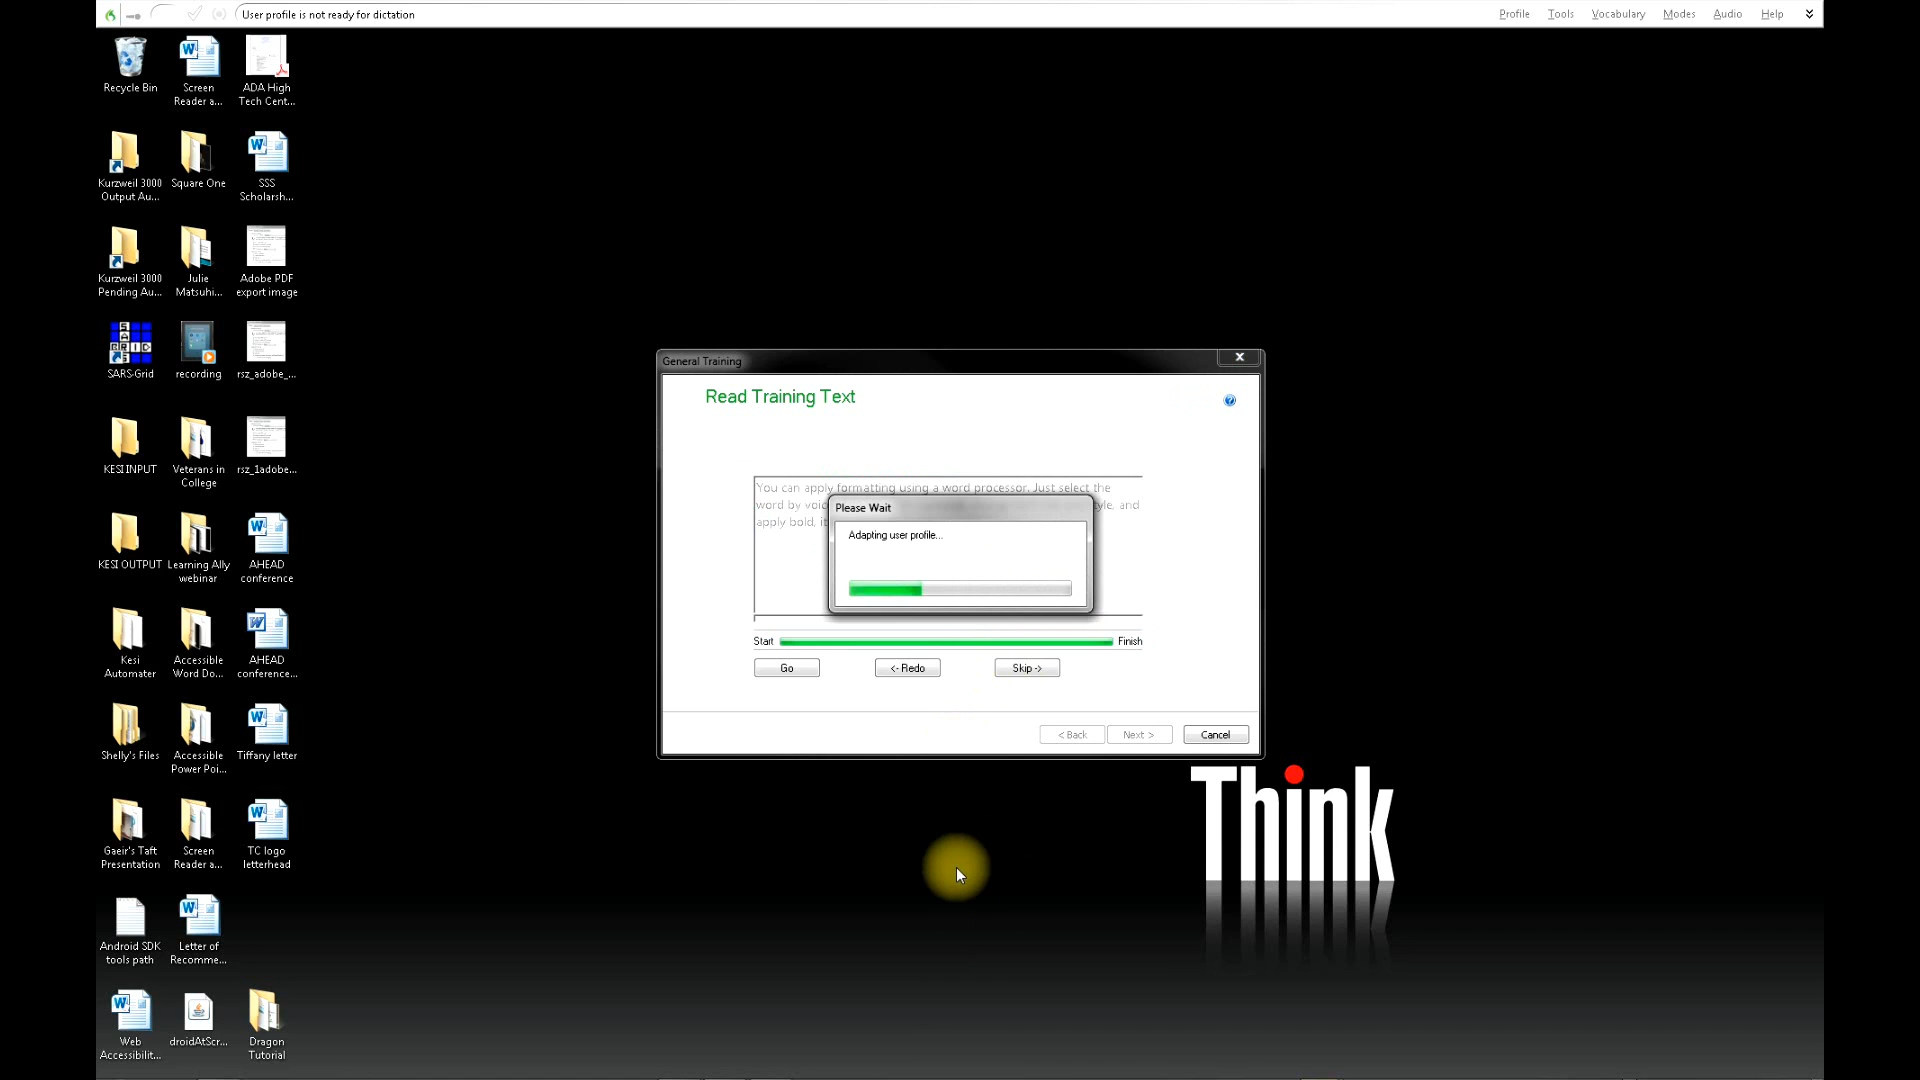 User profile is not ready for dictation
Profile
Tools
Vocabulary
Modes
Audio
Help
Recycle Bin
Screen
Reader a...
ADA High
Tech Cent...
Kurzweil 3000
Output Au...
Square One
SSS
Scholarsh...
Kurzweil 3000
Pending Au...
Julie
Matsuhi...
Adobe PDF
export image
SARS-Grid
recording
rsz_adobe_...
KESI INPUT
Veterans in
College
rsz_1adobe...
KESI OUTPUT
Learning Ally
webinar
AHEAD
conference
Kesi
Automater
Accessible
Word Do...
AHEAD
conference...
Shelly's Files
Accessible
Power Poi...
Tiffany letter
Gaeir's Taft
Presentation
Screen
Reader a...
TC logo
letterhead
Android SDK
tools path
Letter of
Recomme...
Web
Accessibilit...
droidAtScr...
Dragon
Tutorial
General Training
Read Training Text
You can apply formatting using a word processor. Just select the
word by voic
tyle, and
apply bold, it
Please Wait
Adapting user profile...
Start
Finish
Go
<- Redo
Skip ->
< Back
Next >
Cancel
Think